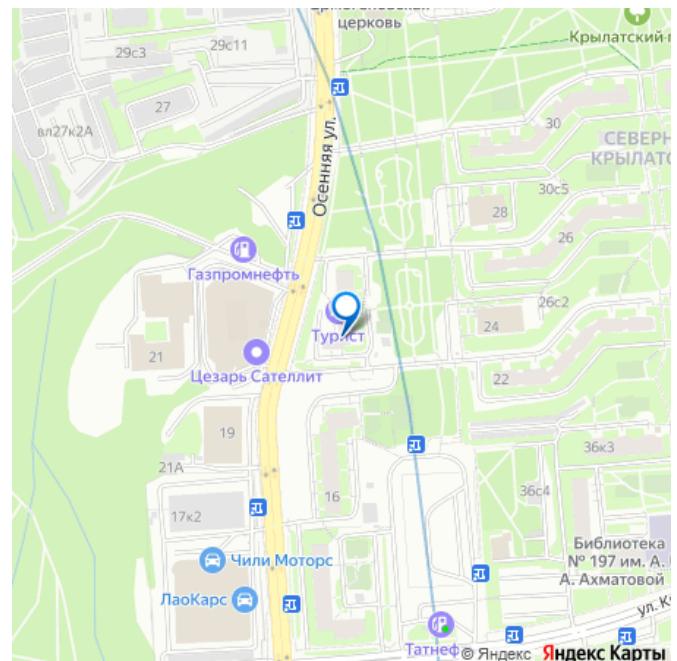 Ермогеновская
церковь
Крылатский п
29с3
29с11
27
вл27к2А
Осенняя ул.
30
СЕВЕРН
КРЫЛАТС
30с5
28
26
Газпромнефть
26с2
24
Турист
21
Цезарь Сателлит
22
19
36к3
21А
36с4
16
17к2
Библиотека
№ 197 им. А.
А. Ахматовой
Чили Моторс
ЛаоКарс
ул. К
Татнеф
© Яндекс Яндекс Карты